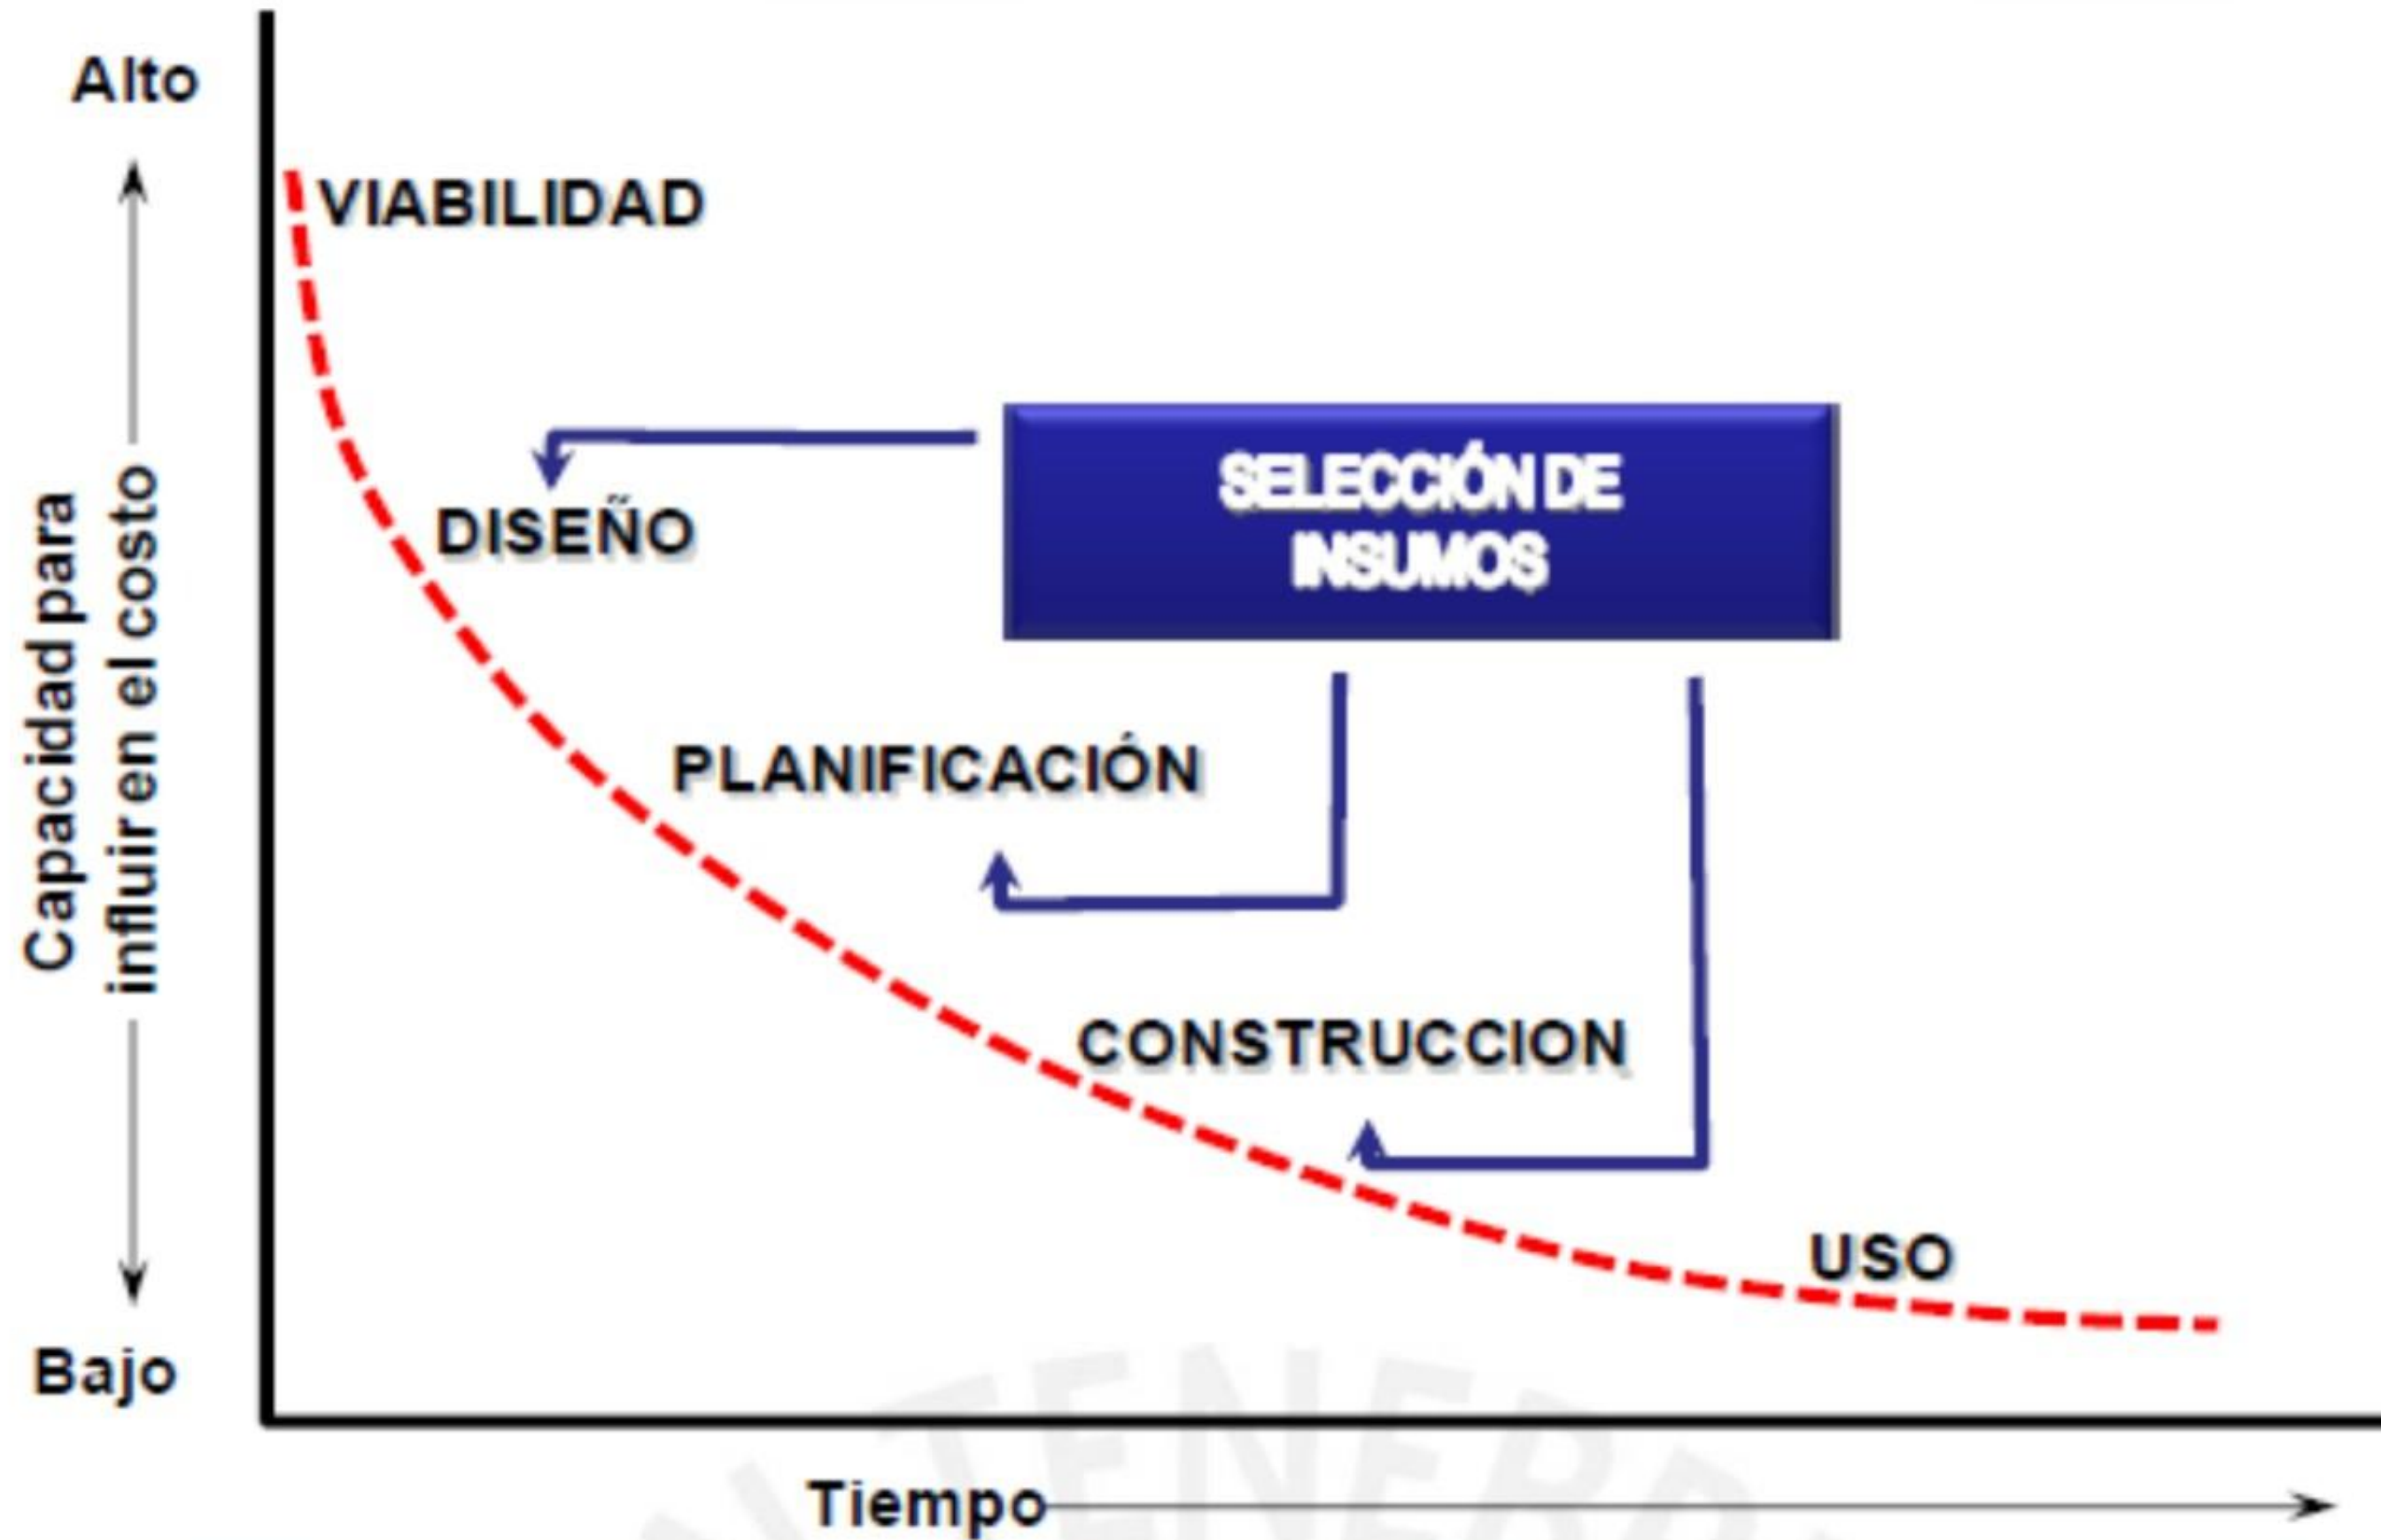 Alto
VIABILIDAD
SELECCIÓN DE
INSUMOS
DISEÑO
Capacidad para
influir en el costo
PLANIFICACIÓN
CONSTRUCCION
USO
Bajo
Tiempo